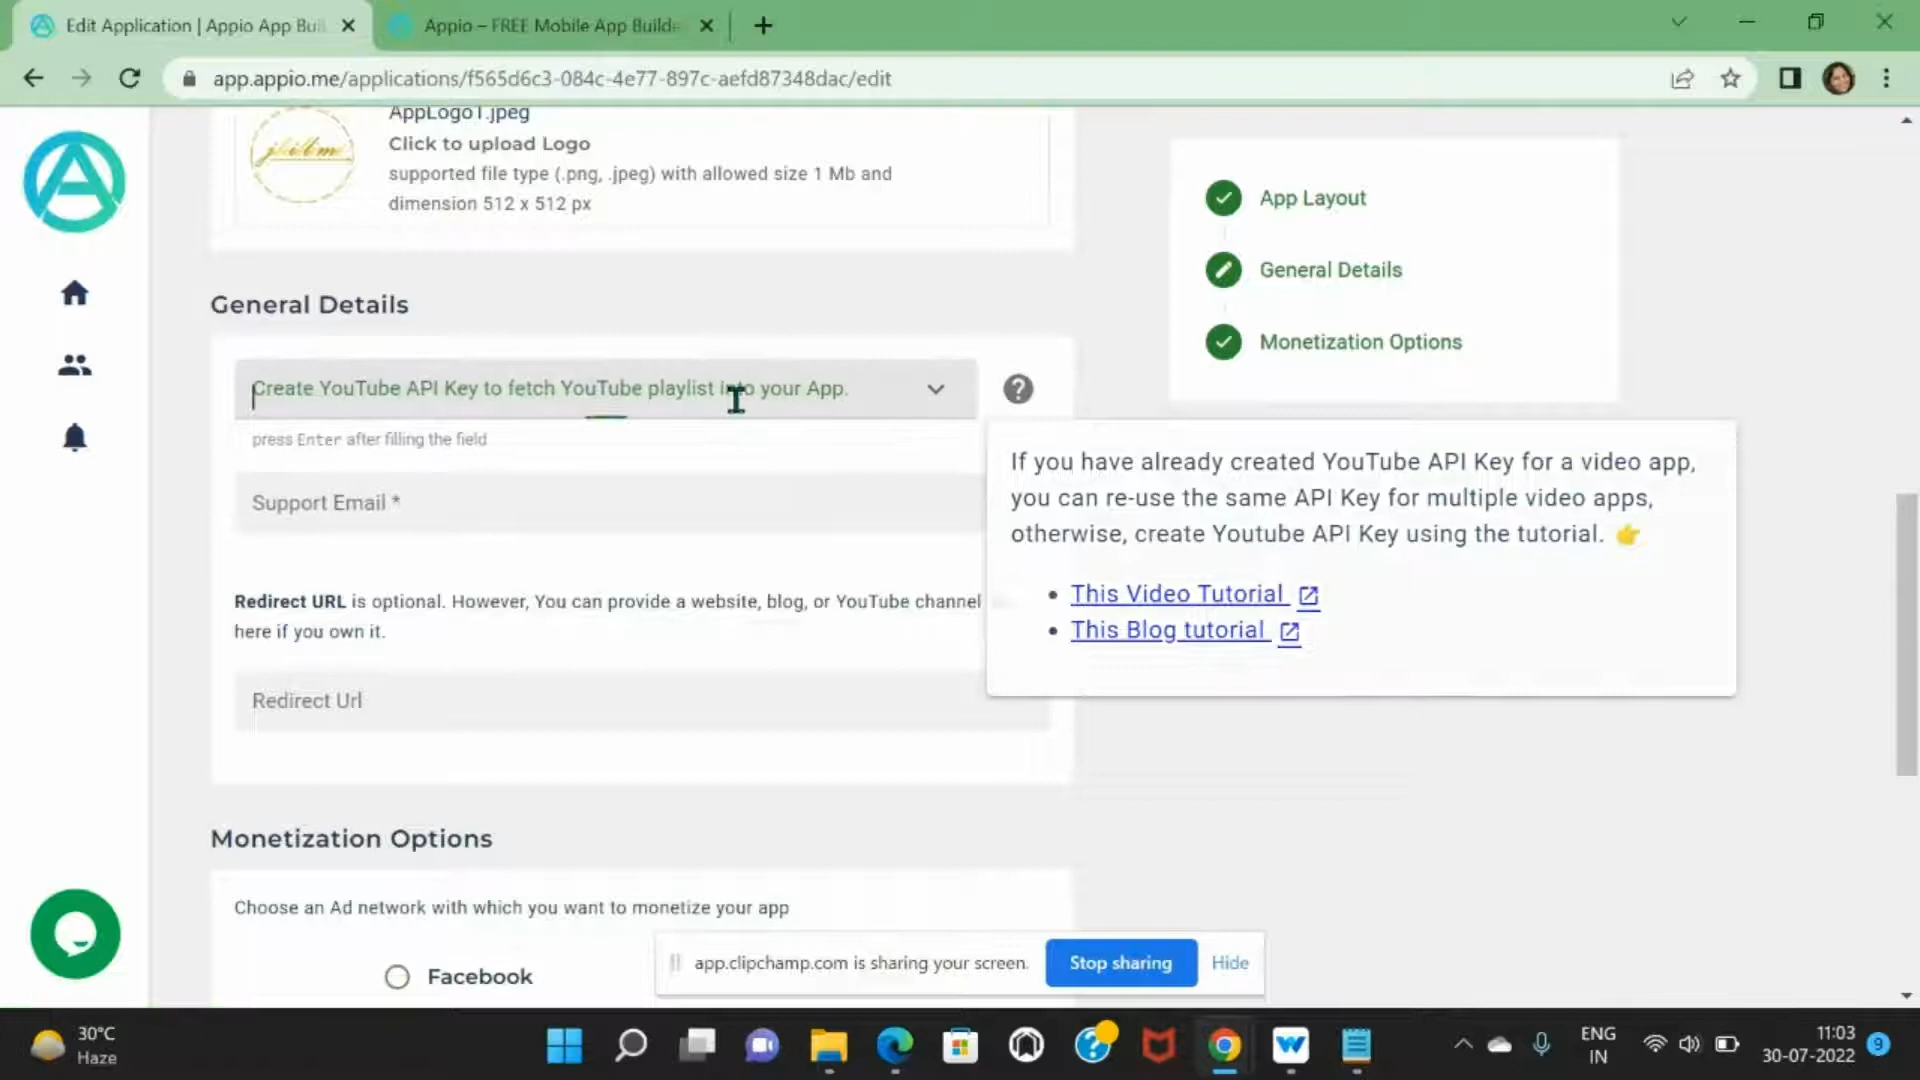 Edit Application | Appio App Buil
Appio – FREE Mobile App Builde
app.appio.me/applications/f565d6c3-084c-4e77-897c-aefd87348dac/edit
AppLogo1.jpeg
Click to upload Logo
supported file type (.png, .jpeg) with allowed size 1 Mb and
dimension 512 x 512 px
App Layout
General Details
Monetization Options
General Details
Create YouTube API Key to fetch YouTube playlist into your App.
press Enter after filling the field
Support Email *
If you have already created YouTube API Key for a video app,
you can re-use the same API Key for multiple video apps,
otherwise, create Youtube API Key using the tutorial. 👉
This Video Tutorial
This Blog tutorial
Redirect URL is optional. However, You can provide a website, blog, or YouTube channel
here if you own it.
Redirect Url
Monetization Options
Choose an Ad network with which you want to monetize your app
Facebook
app.clipchamp.com is sharing your screen.
Stop sharing
Hide
30°C
Haze
ENG
IN
11:03
30-07-2022
9